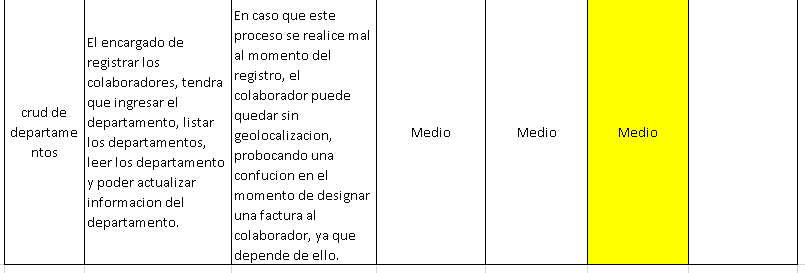 crud de
departame
ntos
El encargado de
registrar los
colaboradores, tendra
que ingresar el
departamento, listar
los departamentos,
leer los departamento
y poder actualizar
informacion del
departamento.
En caso que este
proceso se realice mal
al momento del
registro, el
colaborador puede
quedar sin
geolocalizacion,
probocando una
confucion en el
momento de designar
una factura al
colaborador, ya que
depende de ello.
Medio
Medio
Medio